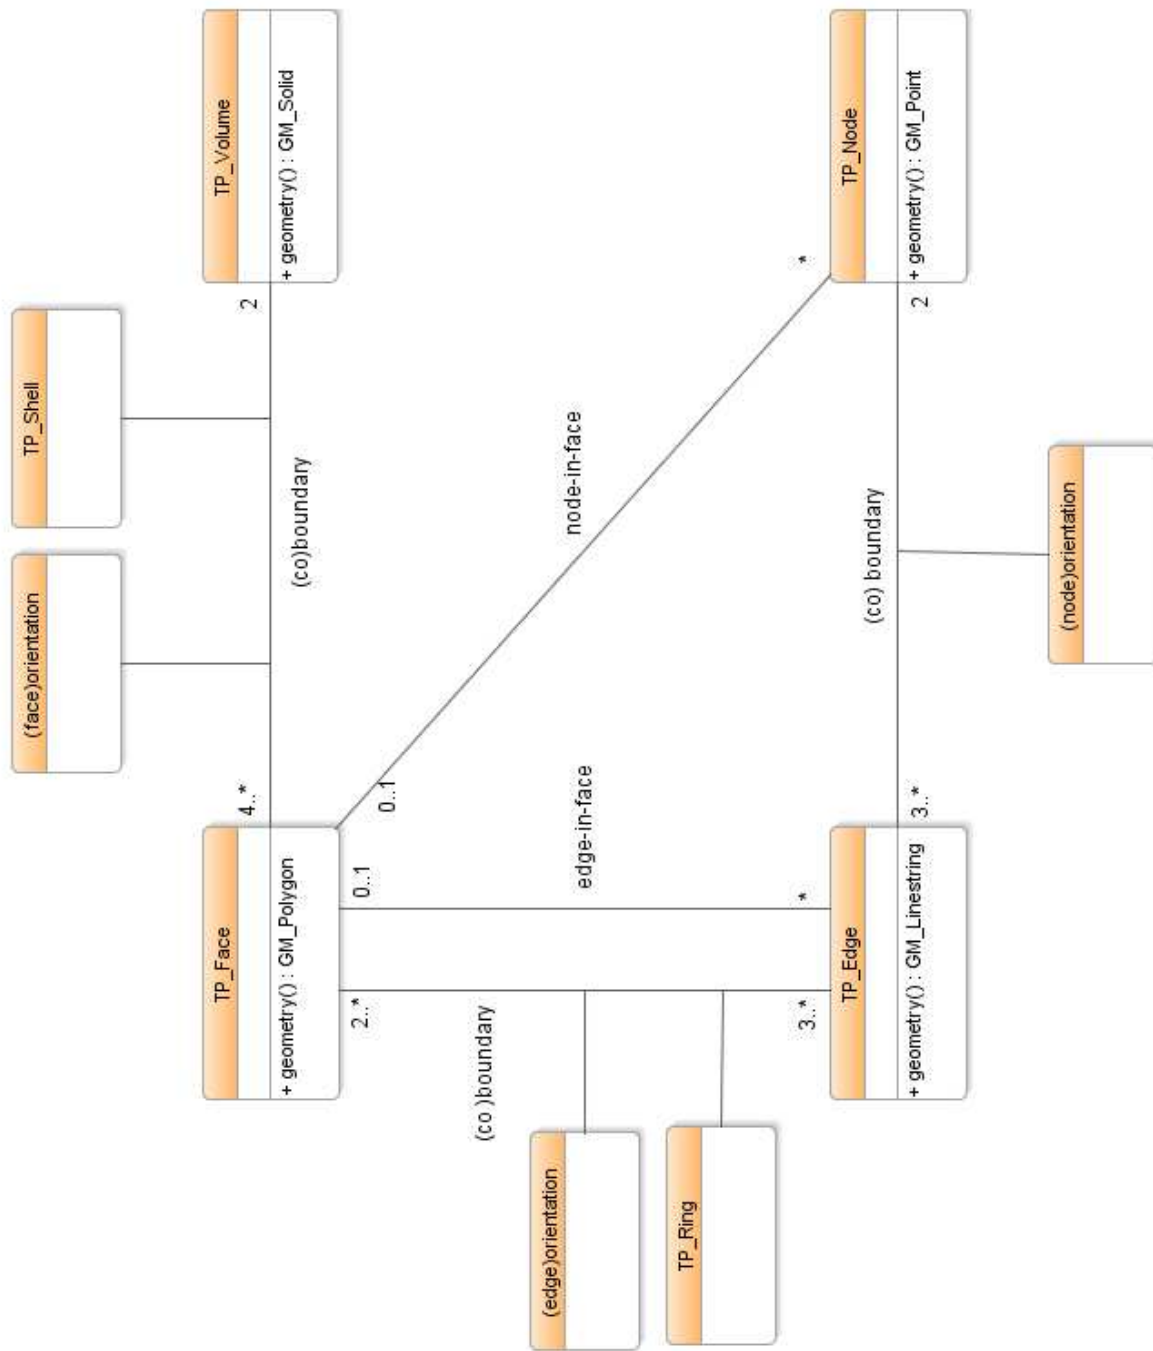 (edge)orientation
TP_Ring
TP_Face
+ geometry() : GM_Polygon
2..*
0..1
4..*
0..1
(co )boundary
edge-in-face
3..*
*
TP_Edge
+ geometry() : GM_Linestring
3..*
(face)orientation
TP_Shell
(co)boundary
node-in-face
(co) boundary
(node)orientation
TP_Volume
+ geometry() : GM_Solid
2
*
TP_Node
+ geometry() : GM_Point
2